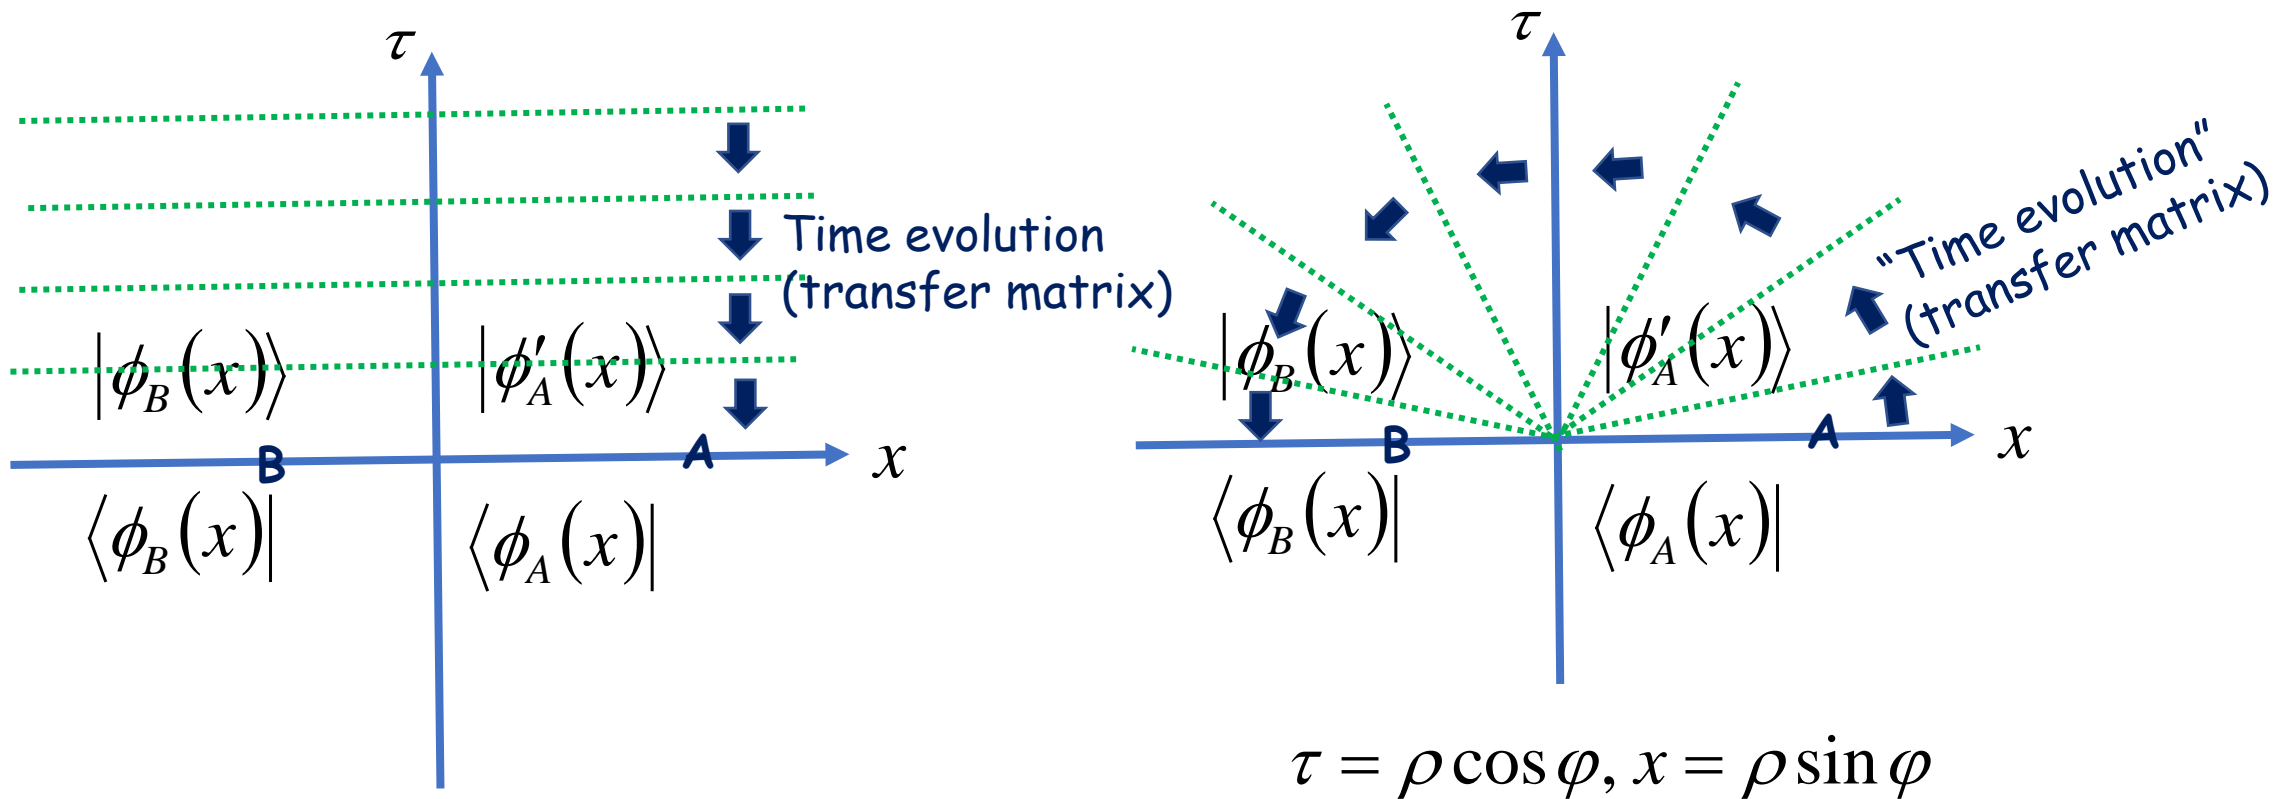 τ
Time evolution
(transfer matrix)
|ϕ_B(x)⟩ |ϕ′_A(x)⟩
B A x
⟨ϕ_B(x)| ⟨ϕ_A(x)|
τ
"Time evolution"
(transfer matrix)
|ϕ_B(x)⟩ |ϕ′_A(x)⟩
B A x
⟨ϕ_B(x)| ⟨ϕ_A(x)|
τ = ρ cos φ, x = ρ sin φ